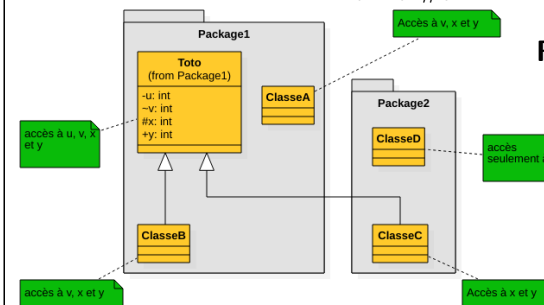 Accès à v, x et y
Package1
Toto
(from Package1)
-u: int
~v: int
#x: int
+y: int
ClasseA
Package2
ClasseD
accès à u, v, x
et y
accès
seulement
ClasseB
ClasseC
accès à v, x et y
Accès à x et y